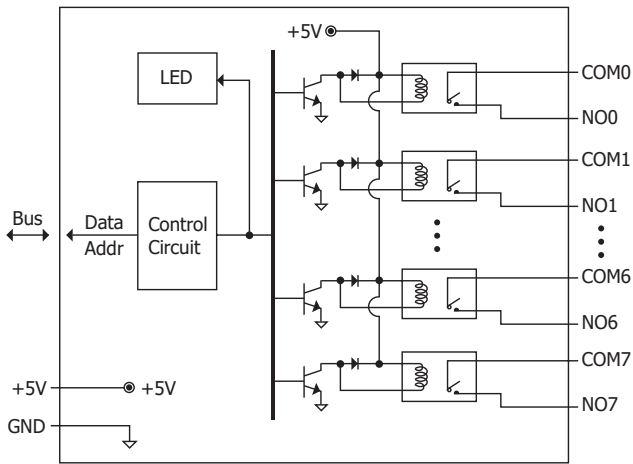 +5V
LED
COM0
NO0
COM1
NO1
Bus
Data
Addr
Control
Circuit
COM6
NO6
COM7
NO7
+5V
+5V
GND